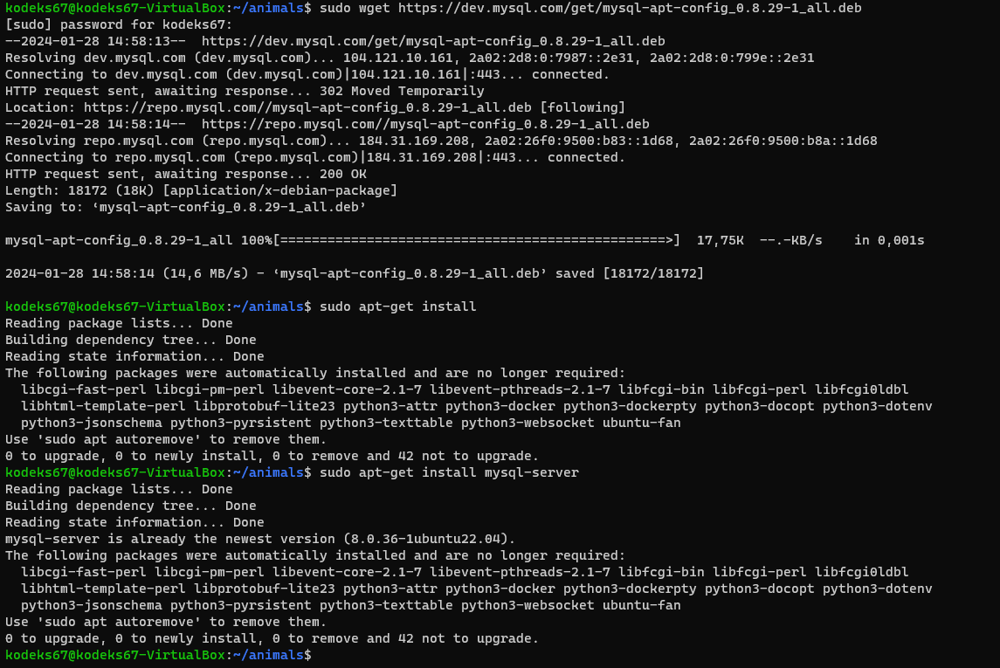 kodeks67@kodeks67-VirtualBox:~/animals$ sudo wget https://dev.mysql.com/get/mysql-apt-config_0.8.29-1_all.deb
[sudo] password for kodeks67:
--2024-01-28 14:58:13--  https://dev.mysql.com/get/mysql-apt-config_0.8.29-1_all.deb
Resolving dev.mysql.com (dev.mysql.com)... 104.121.10.161, 2a02:2d8:0:7987::2e31, 2a02:2d8:0:799e::2e31
Connecting to dev.mysql.com (dev.mysql.com)|104.121.10.161|:443... connected.
HTTP request sent, awaiting response... 302 Moved Temporarily
Location: https://repo.mysql.com//mysql-apt-config_0.8.29-1_all.deb [following]
--2024-01-28 14:58:14--  https://repo.mysql.com//mysql-apt-config_0.8.29-1_all.deb
Resolving repo.mysql.com (repo.mysql.com)... 184.31.169.208, 2a02:26f0:9500:b83::1d68, 2a02:26f0:9500:b8a::1d68
Connecting to repo.mysql.com (repo.mysql.com)|184.31.169.208|:443... connected.
HTTP request sent, awaiting response... 200 OK
Length: 18172 (18K) [application/x-debian-package]
Saving to: ‘mysql-apt-config_0.8.29-1_all.deb’
mysql-apt-config_0.8.29-1_all 100%[=================================================>]  17,75K  --.-KB/s    in 0,001s
2024-01-28 14:58:14 (14,6 MB/s) - ‘mysql-apt-config_0.8.29-1_all.deb’ saved [18172/18172]
kodeks67@kodeks67-VirtualBox:~/animals$ sudo apt-get install
Reading package lists... Done
Building dependency tree... Done
Reading state information... Done
The following packages were automatically installed and are no longer required:
  libcgi-fast-perl libcgi-pm-perl libevent-core-2.1-7 libevent-pthreads-2.1-7 libfcgi-bin libfcgi-perl libfcgi0ldbl
  libhtml-template-perl libprotobuf-lite23 python3-attr python3-docker python3-dockerpty python3-docopt python3-dotenv
  python3-jsonschema python3-pyrsistent python3-texttable python3-websocket ubuntu-fan
Use 'sudo apt autoremove' to remove them.
0 to upgrade, 0 to newly install, 0 to remove and 42 not to upgrade.
kodeks67@kodeks67-VirtualBox:~/animals$ sudo apt-get install mysql-server
Reading package lists... Done
Building dependency tree... Done
Reading state information... Done
mysql-server is already the newest version (8.0.36-1ubuntu22.04).
The following packages were automatically installed and are no longer required:
  libcgi-fast-perl libcgi-pm-perl libevent-core-2.1-7 libevent-pthreads-2.1-7 libfcgi-bin libfcgi-perl libfcgi0ldbl
  libhtml-template-perl libprotobuf-lite23 python3-attr python3-docker python3-dockerpty python3-docopt python3-dotenv
  python3-jsonschema python3-pyrsistent python3-texttable python3-websocket ubuntu-fan
Use 'sudo apt autoremove' to remove them.
0 to upgrade, 0 to newly install, 0 to remove and 42 not to upgrade.
kodeks67@kodeks67-VirtualBox:~/animals$